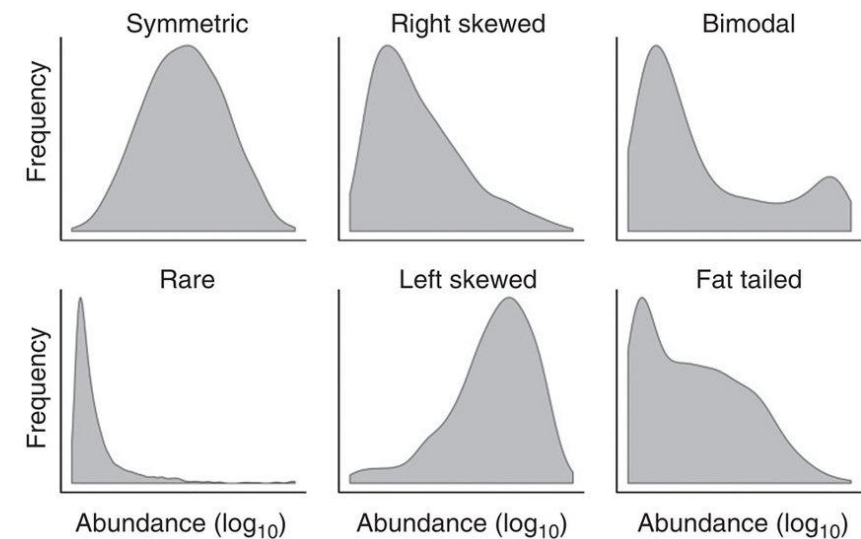 Symmetric
Right skewed
Bimodal
Frequency
Rare
Left skewed
Fat tailed
Frequency
Abundance (log10)
Abundance (log10)
Abundance (log10)